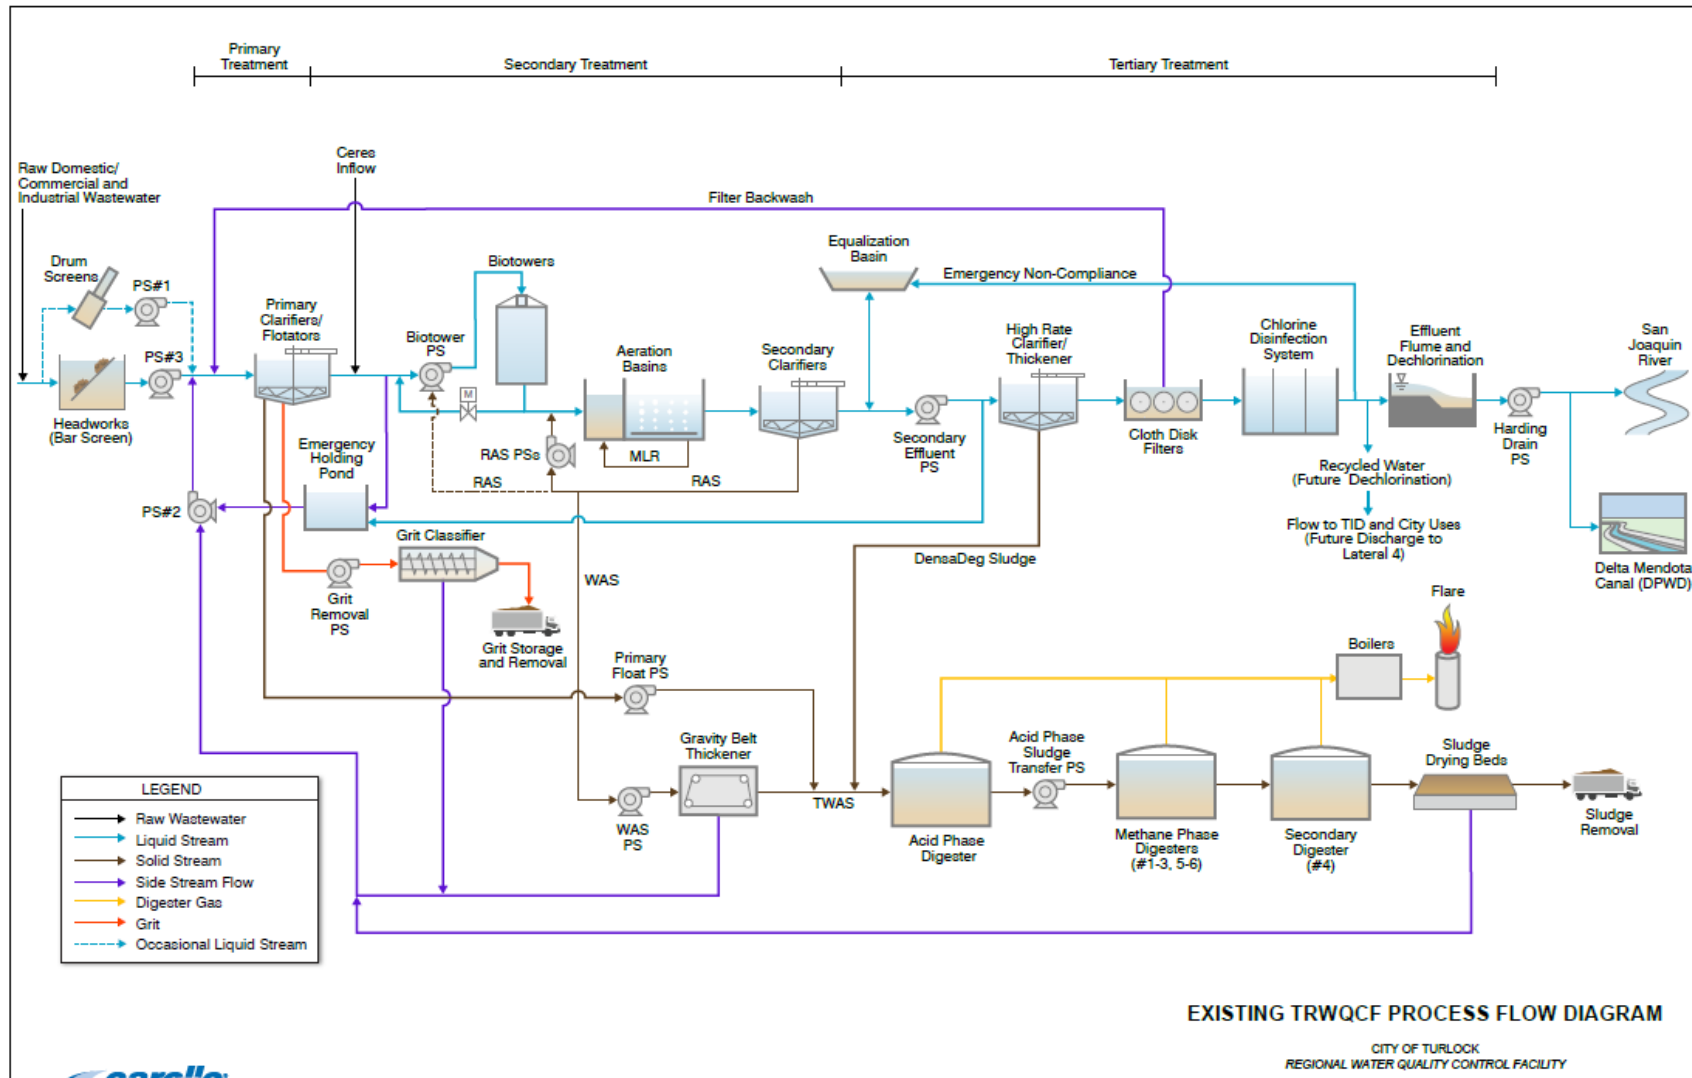 Primary
Treatment
Secondary Treatment
Tertiary Treatment
Raw Domestic/
Commercial and
Industrial Wastewater
Ceres
Inflow
Filter Backwash
Drum
Screens
PS#1
PS#3
Headworks
(Bar Screen)
Primary
Clarifiers/
Flotators
Biotowers
Biotower
PS
M
Aeration
Basins
MLR
Secondary
Clarifiers
Equalization
Basin
Emergency Non-Compliance
High Rate
Clarifier/
Thickener
Chlorine
Disinfection
System
Effluent
Flume and
Dechlorination
San
Joaquin
River
Emergency
Holding
Pond
PS#2
RAS PSs
RAS
RAS
Secondary
Effluent
PS
Cloth Disk
Filters
Recycled Water
(Future Dechlorination)
Flow to TID and City Uses
(Future Discharge to
Lateral 4)
Harding
Drain
PS
Delta Mendota
Canal (DPWD)
Grit Classifier
Grit
Removal
PS
Grit Storage
and Removal
WAS
DensaDeg Sludge
Primary
Float PS
Gravity Belt
Thickener
WAS
PS
TWAS
Acid Phase
Digester
Acid Phase
Sludge
Transfer PS
Methane Phase
Digesters
(#1-3, 5-6)
Secondary
Digester
(#4)
Boilers
Flare
Sludge
Drying Beds
Sludge
Removal
LEGEND
Raw Wastewater
Liquid Stream
Solid Stream
Side Stream Flow
Digester Gas
Grit
Occasional Liquid Stream
EXISTING TRWQCF PROCESS FLOW DIAGRAM
CITY OF TURLOCK
REGIONAL WATER QUALITY CONTROL FACILITY